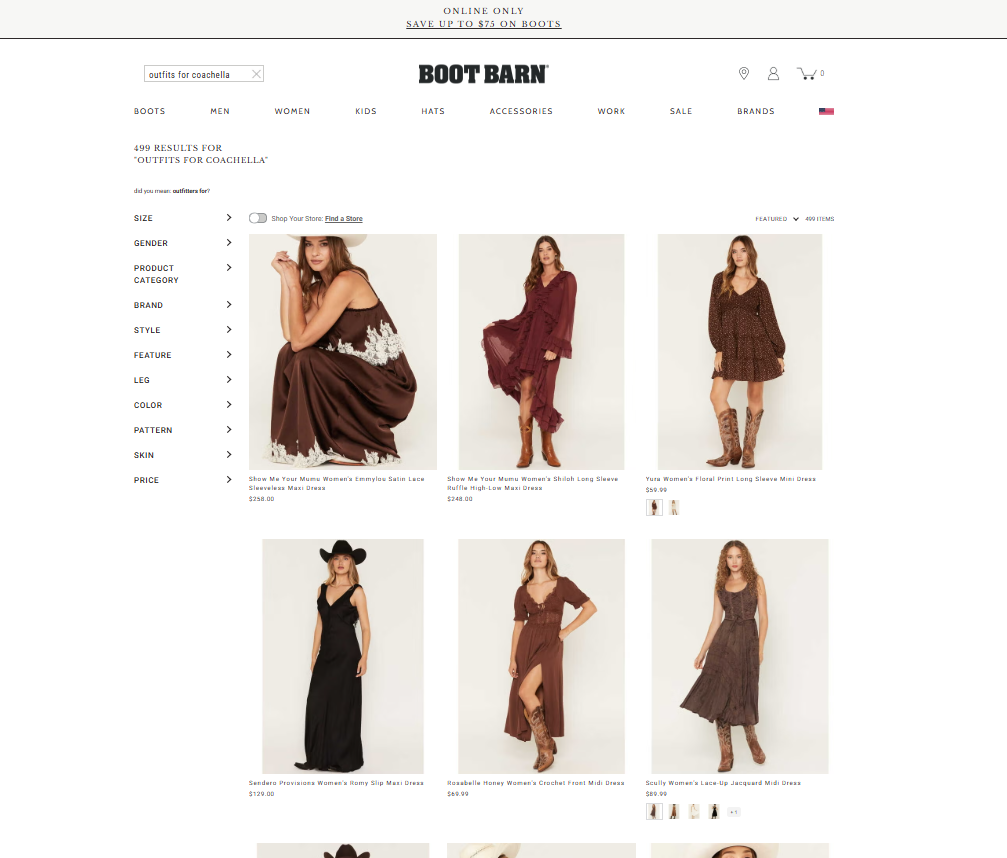 ONLINE ONLY
SAVE UP TO $75 ON BOOTS
outfits for coachella
BOOT BARN
0
BOOTS
MEN
WOMEN
KIDS
HATS
ACCESSORIES
WORK
SALE
BRANDS
499 RESULTS FOR
"OUTFITS FOR COACHELLA"
did you mean: outfitters for?
SIZE
GENDER
PRODUCT
CATEGORY
BRAND
STYLE
FEATURE
LEG
COLOR
PATTERN
SKIN
PRICE
Shop Your Store: Find a Store
FEATURED
499 ITEMS
Show Me Your Mumu Women's Emmylou Satin Lace
Sleeveless Maxi Dress
$258.00
Show Me Your Mumu Women's Shiloh Long Sleeve
Ruffle High-Low Maxi Dress
$248.00
Yura Women's Floral Print Long Sleeve Mini Dress
$59.99
Sendero Provisions Women's Romy Slip Maxi Dress
$129.00
Rosabelle Honey Women's Crochet Front Midi Dress
$69.99
Scully Women's Lace-Up Jacquard Midi Dress
$89.99
+1